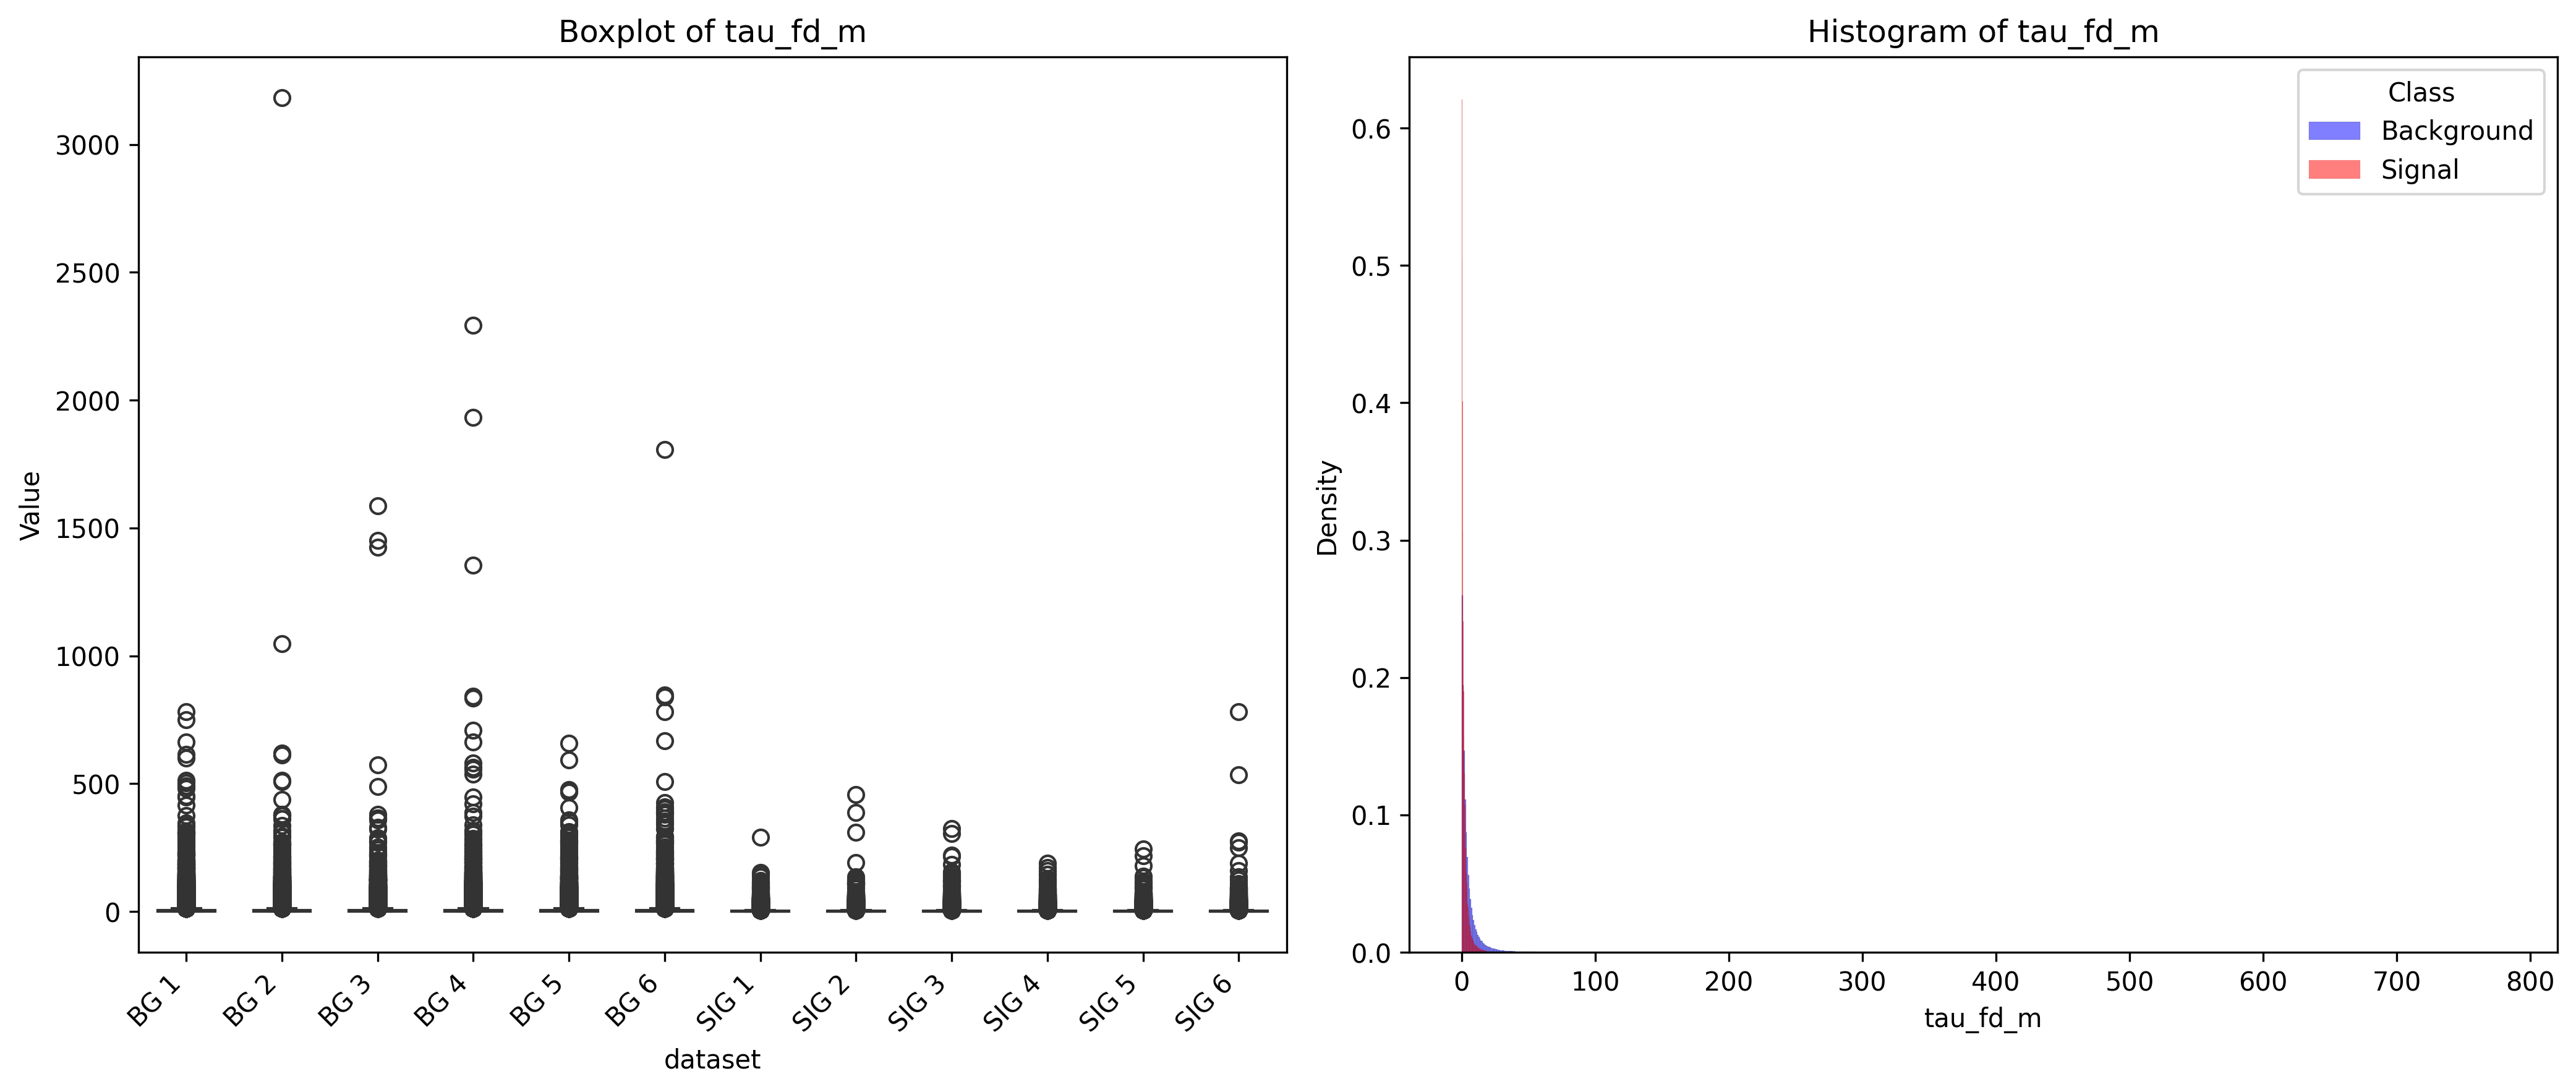 Boxplot of tau_fd_m
Value
3000
2500
2000
1500
1000
500
0
BG 1
BG 2
BG 3
BG 4
BG 5
BG 6
SIG 1
SIG 2
SIG 3
SIG 4
SIG 5
SIG 6
dataset
Histogram of tau_fd_m
Density
0.6
0.5
0.4
0.3
0.2
0.1
0.0
0
100
200
300
400
500
600
700
800
tau_fd_m
Class
Background
Signal